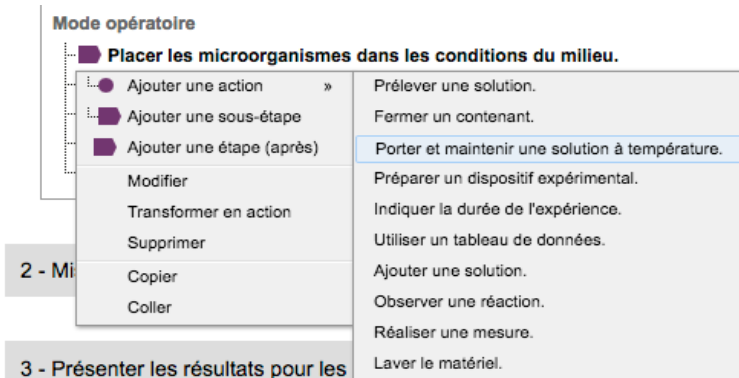 Mode opératoire
Placer les microorganismes dans les conditions du milieu.
Ajouter une action »
Ajouter une sous-étape
Ajouter une étape (après)
Modifier
Transformer en action
Supprimer
Copier
Coller
Prélever une solution.
Fermer un contenant.
Porter et maintenir une solution à température.
Préparer un dispositif expérimental.
Indiquer la durée de l'expérience.
Utiliser un tableau de données.
Ajouter une solution.
Observer une réaction.
Réaliser une mesure.
Laver le matériel.
2 - Mi
3 - Présenter les résultats pour les